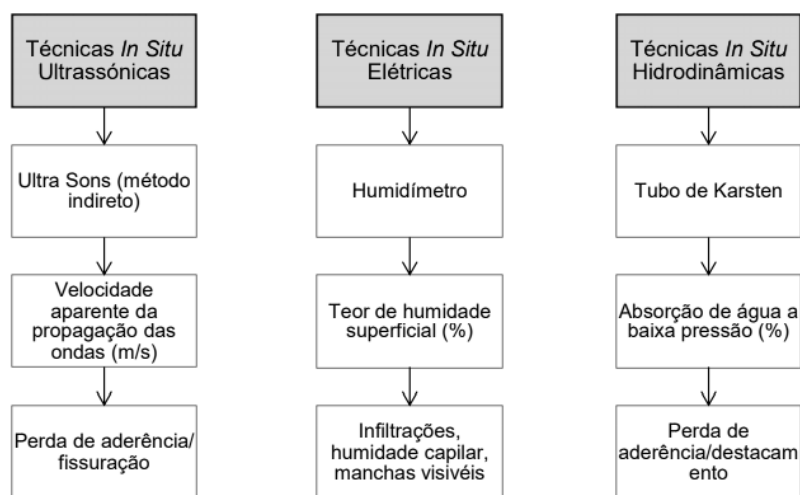 Técnicas In Situ
Ultrassónicas
Ultra Sons (método
indireto)
Velocidade
aparente da
propagação das
ondas (m/s)
Perda de aderência/
fissuração
Técnicas In Situ
Elétricas
Humidímetro
Teor de humidade
superficial (%)
Infiltrações,
humidade capilar,
manchas visivéis
Técnicas In Situ
Hidrodinâmicas
Tubo de Karsten
Absorção de água a
baixa pressão (%)
Perda de
aderência/destacam
ento